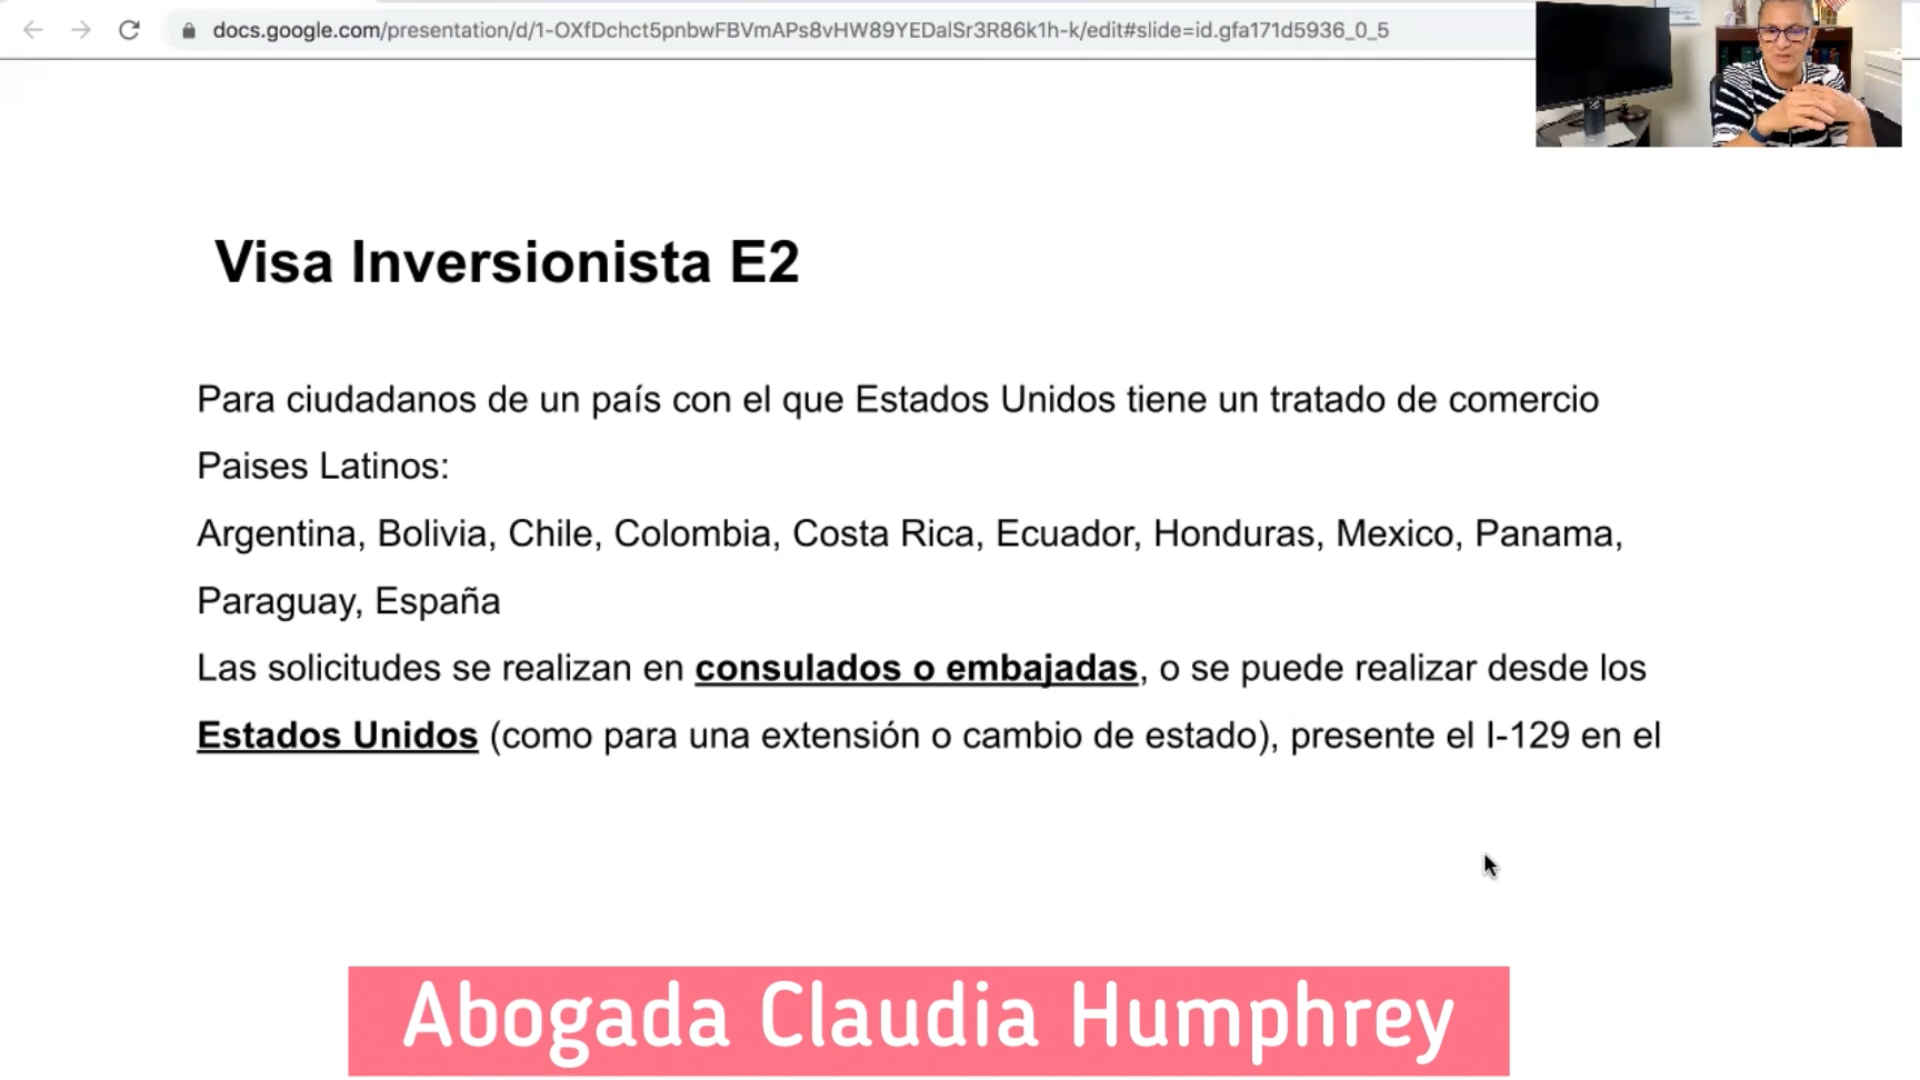 docs.google.com/presentation/d/1-OXfDchct5pnbwFBVmAPs8vHW89YEDalSr3R86k1h-k/edit#slide=id.gfa171d5936_0_5
Visa Inversionista E2
Para ciudadanos de un país con el que Estados Unidos tiene un tratado de comercio
Paises Latinos:
Argentina, Bolivia, Chile, Colombia, Costa Rica, Ecuador, Honduras, Mexico, Panama,
Paraguay, España
Las solicitudes se realizan en consulados o embajadas, o se puede realizar desde los
Estados Unidos (como para una extensión o cambio de estado), presente el I-129 en el
Abogada Claudia Humphrey